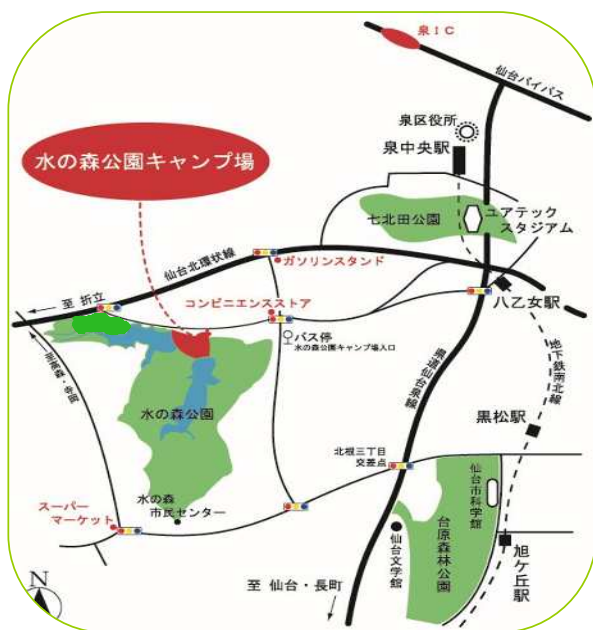 泉IC
仙台バイパス
泉区役所
泉中央駅
水の森公園キャンプ場
七北田公園
ユアテック
スタジアム
仙台北環状線
ガソリンスタンド
至 折立
コンビニエンスストア
八乙女駅
バス停
水の森公園キャンプ場入口
至高森・寺岡
県道仙台泉線
地下鉄南北線
水の森公園
黒松駅
北根三丁目
交差点
仙台市科学館
スーパー
マーケット
水の森
市民センター
台原森林公園
仙台文学館
旭ケ丘駅
至 仙台・長町
N